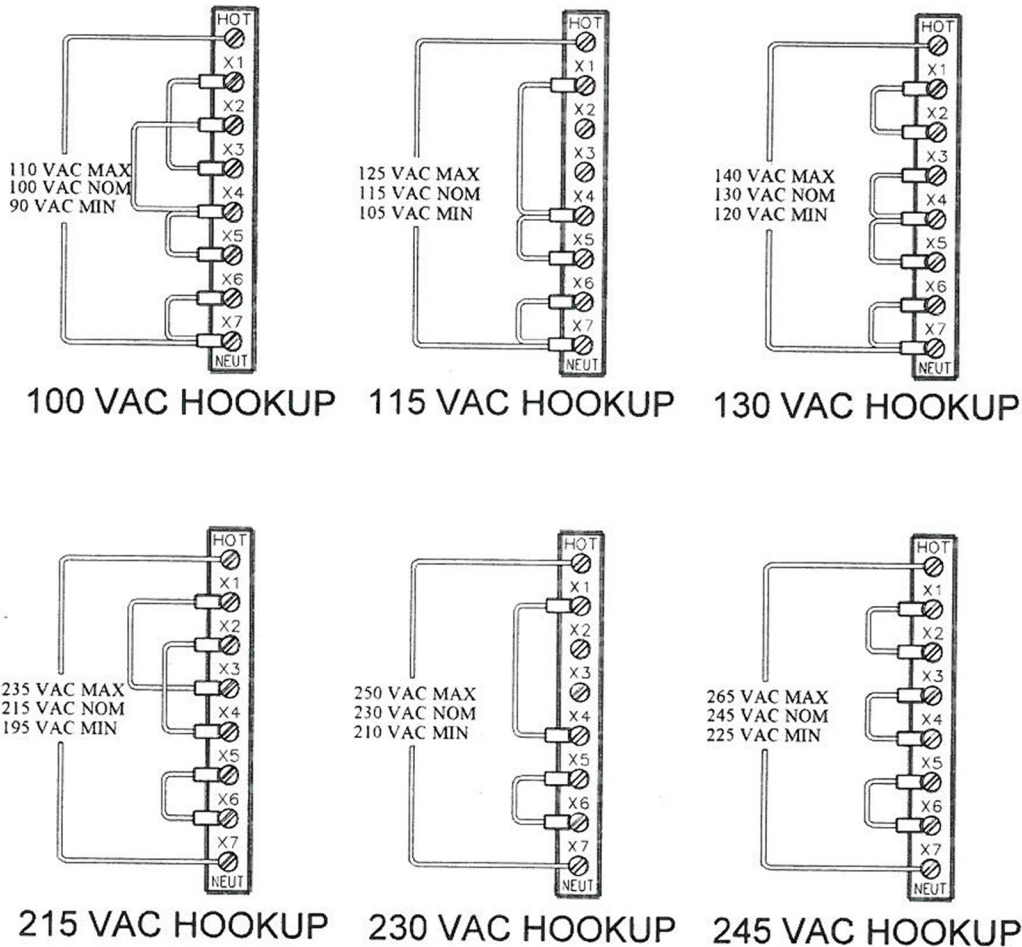 HOT
X1
X2
X3
X4
X5
X6
X7
NEUT
110 VAC MAX
100 VAC NOM
90 VAC MIN
100 VAC HOOKUP
HOT
X1
X2
X3
X4
X5
X6
X7
NEUT
125 VAC MAX
115 VAC NOM
105 VAC MIN
115 VAC HOOKUP
HOT
X1
X2
X3
X4
X5
X6
X7
NEUT
140 VAC MAX
130 VAC NOM
120 VAC MIN
130 VAC HOOKUP
HOT
X1
X2
X3
X4
X5
X6
X7
NEUT
235 VAC MAX
215 VAC NOM
195 VAC MIN
215 VAC HOOKUP
HOT
X1
X2
X3
X4
X5
X6
X7
NEUT
250 VAC MAX
230 VAC NOM
210 VAC MIN
230 VAC HOOKUP
HOT
X1
X2
X3
X4
X5
X6
X7
NEUT
265 VAC MAX
245 VAC NOM
225 VAC MIN
245 VAC HOOKUP